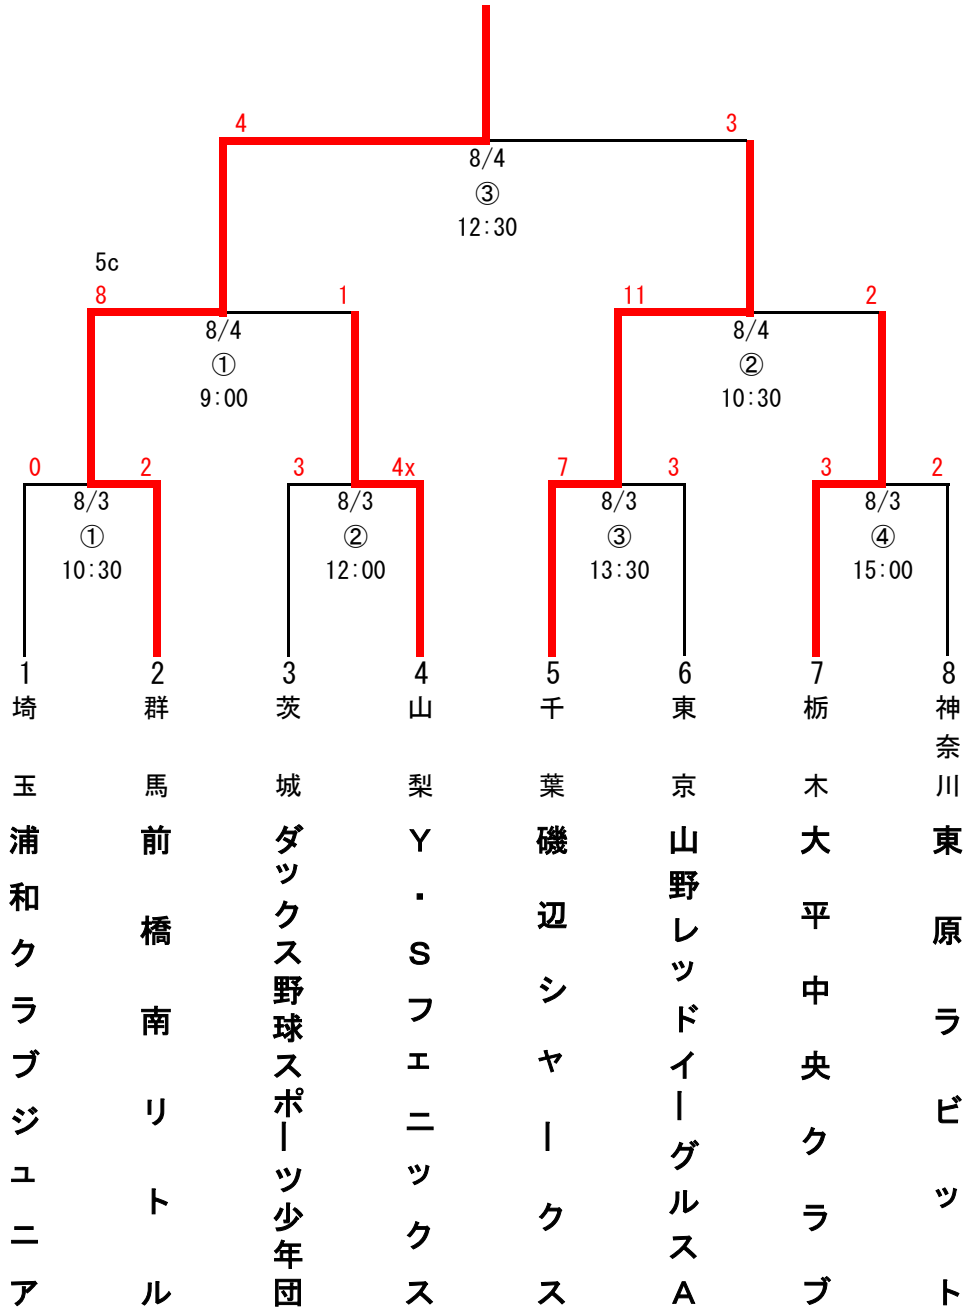 4 3
8/4
③
12:30
5c
8 1 11 2
8/4 8/4
① ②
9:00 10:30
0 2 3 4x 7 3 3 2
8/3 8/3 8/3 8/3
① ② ③ ④
10:30 12:00 13:30 15:00
1 2 3 4 5 6 7 8
埼玉
浦和クラブジュニア
群馬
前橋南リトル
茨城
ダックス野球スポーツ少年団
山梨
Y・Sフェニックス
千葉
磯辺シャークス
東京
山野レッドイーグルスA
栃木
大平中央クラブ
神奈川
東原ラビット